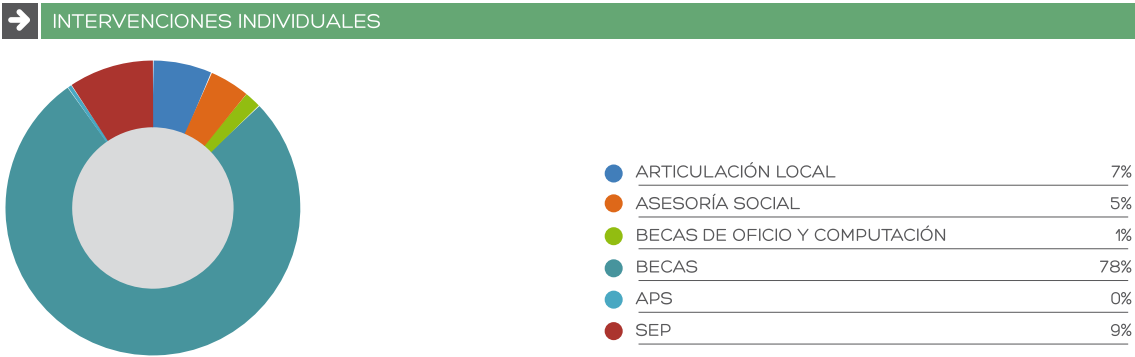 INTERVENCIONES INDIVIDUALES
ARTICULACIÓN LOCAL 7%
ASESORÍA SOCIAL 5%
BECAS DE OFICIO Y COMPUTACIÓN 1%
BECAS 78%
APS 0%
SEP 9%